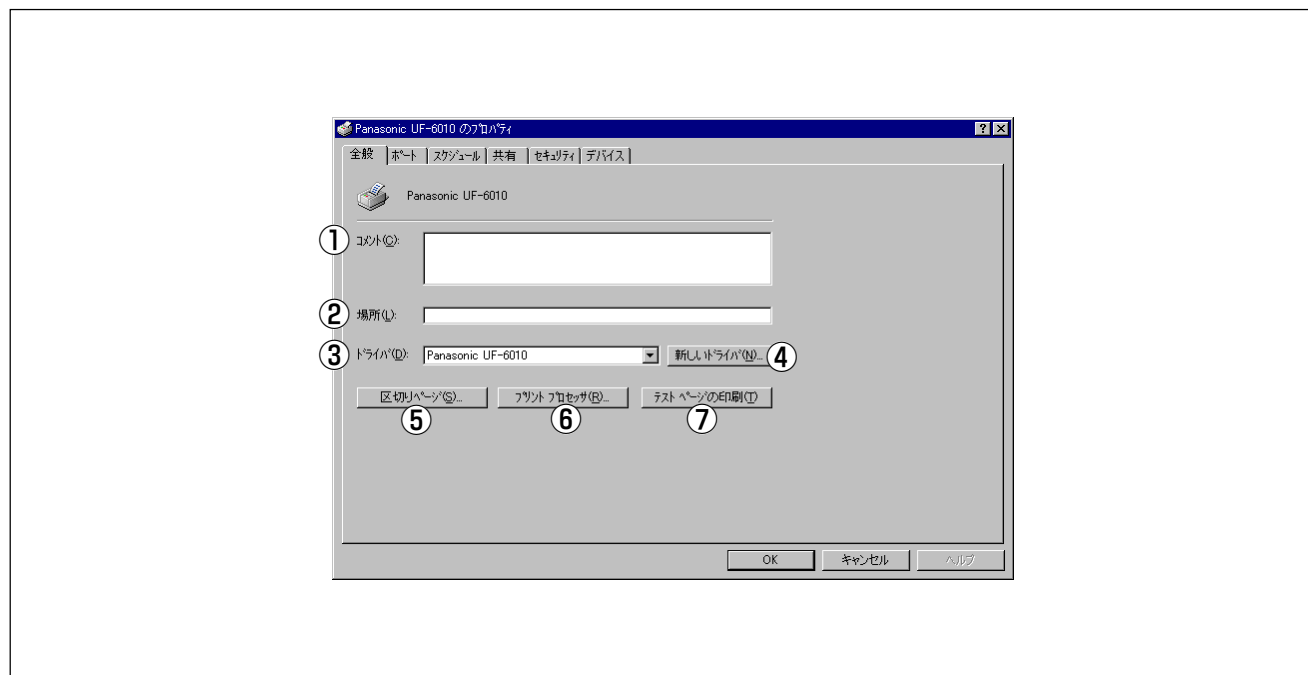 Panasonic UF-6010 のﾌﾟﾛﾊﾟﾃｨ
全般 ﾎﾟｰﾄ ｽｹｼﾞｭｰﾙ 共有 ｾｷｭﾘﾃｨ デバイス
Panasonic UF-6010
① ｺﾒﾝﾄ(C):
② 場所(L):
③ ﾄﾞﾗｲﾊﾞ(D): Panasonic UF-6010 新しいﾄﾞﾗｲﾊﾞ(N)... ④
区切りﾍﾟｰｼﾞ(S)... ﾌﾟﾘﾝﾄ ﾌﾟﾛｾｯｻ(R)... ﾃｽﾄ ﾍﾟｰｼﾞの印刷(T)
⑤ ⑥ ⑦
OK キャンセル ヘルプ